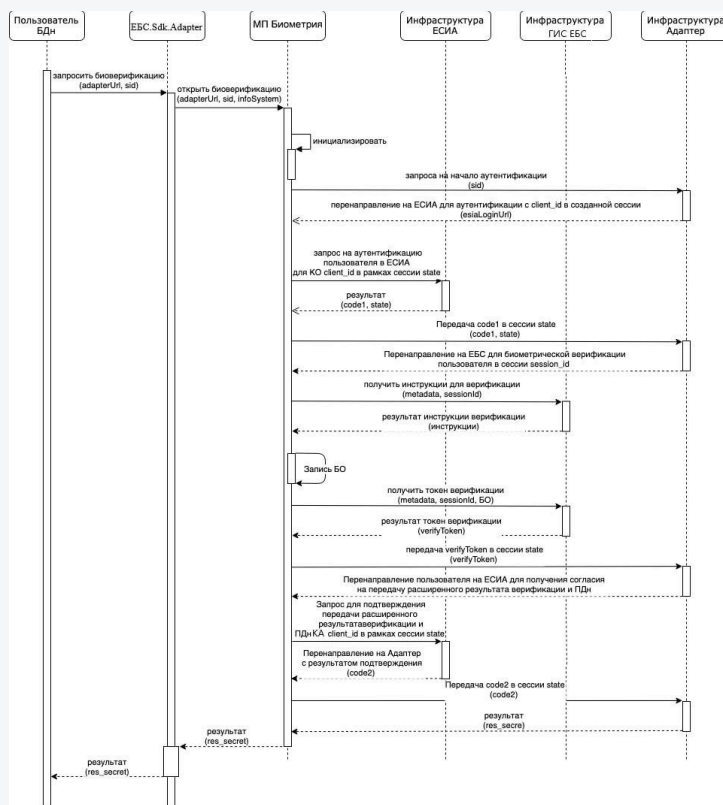 Пользователь
БДн
ЕБС.Sdk.Adapter
МП Биометрия
Инфраструктура
ЕСИА
Инфраструктура
ГИС ЕБС
Инфраструктура
Адаптер
запросить биоверификацию
(adapterUrl, sid)
открыть биоверификацию
(adapterUrl, sid, infoSystem)
инициализировать
запроса на начало аутентификации
(sid)
перенаправление на ЕСИА для аутентификации с client_id в созданной сессии
(esiaLoginUrl)
запрос на аутентификацию
пользователя в ЕСИА
для КО client_id в рамках сессии state
результат
(code1, state)
Передача code1 в сессии state
(code1, state)
Перенаправление на ЕБС для биометрической верификации
пользователя в сессии session_id
получить инструкции для верификации
(metadata, sessionId)
результат инструкции верификации
(инструкции)
Запись БО
получить токен верификации
(metadata, sessionId, БО)
результат токен верификации
(verifyToken)
передача verifyToken в сессии state
(verifyToken)
Перенаправление пользователя на ЕСИА для получения согласия
на передачу расширенного результата верификации и ПДн
Запрос для подтверждения
передачи расширенного
результатаверификации и
ПДн КА client_id в рамках сессии state
Перенаправление на Адаптер
с результатом подтверждения
(code2)
Передача code2 в сессии state
(code2)
результат
(res_secre)
результат
(res_secret)
результат
(res_secret)